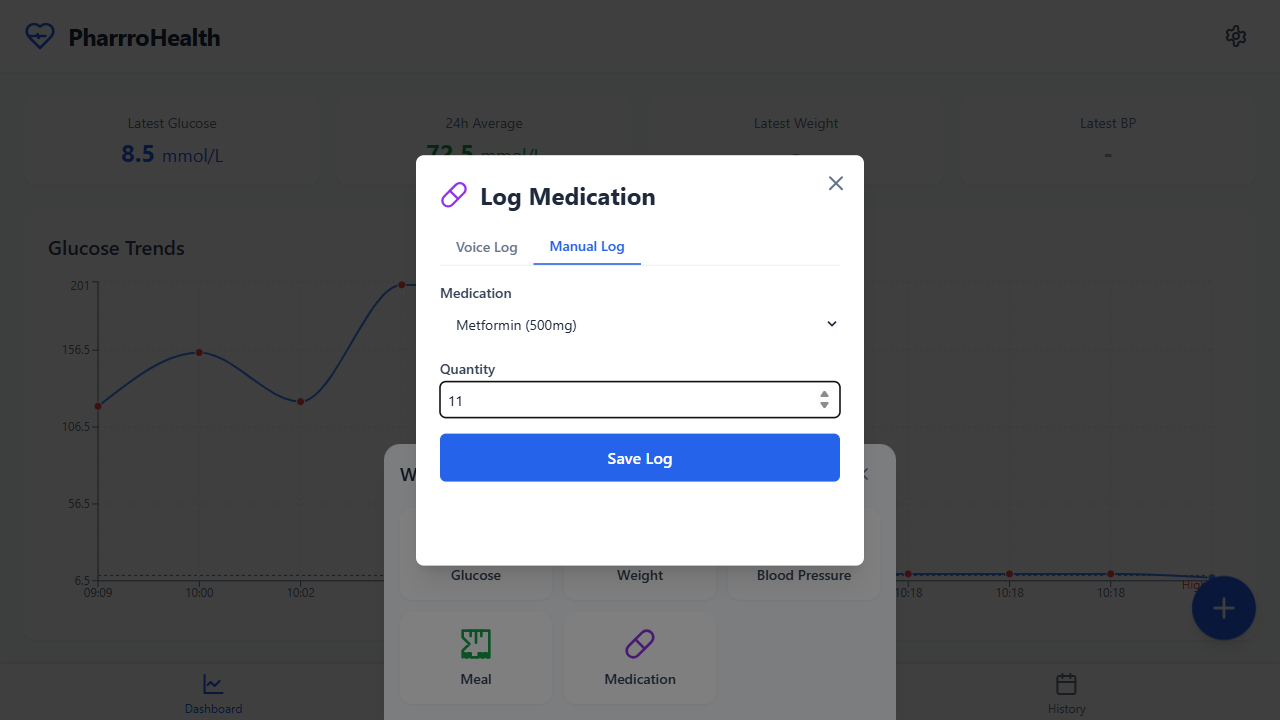 PharrroHealth
Latest Glucose
8.5 mmol/L
24h Average
72.5 mmol/L
Latest Weight
-
Latest BP
-
Glucose Trends
201
156.5
106.5
56.5
6.5
09:09
10:00
10:02
10:18
10:18
10:18
Log Medication
Voice Log
Manual Log
Medication
Metformin (500mg)
Quantity
11
Save Log
Glucose
Weight
Blood Pressure
Meal
Medication
Dashboard
History